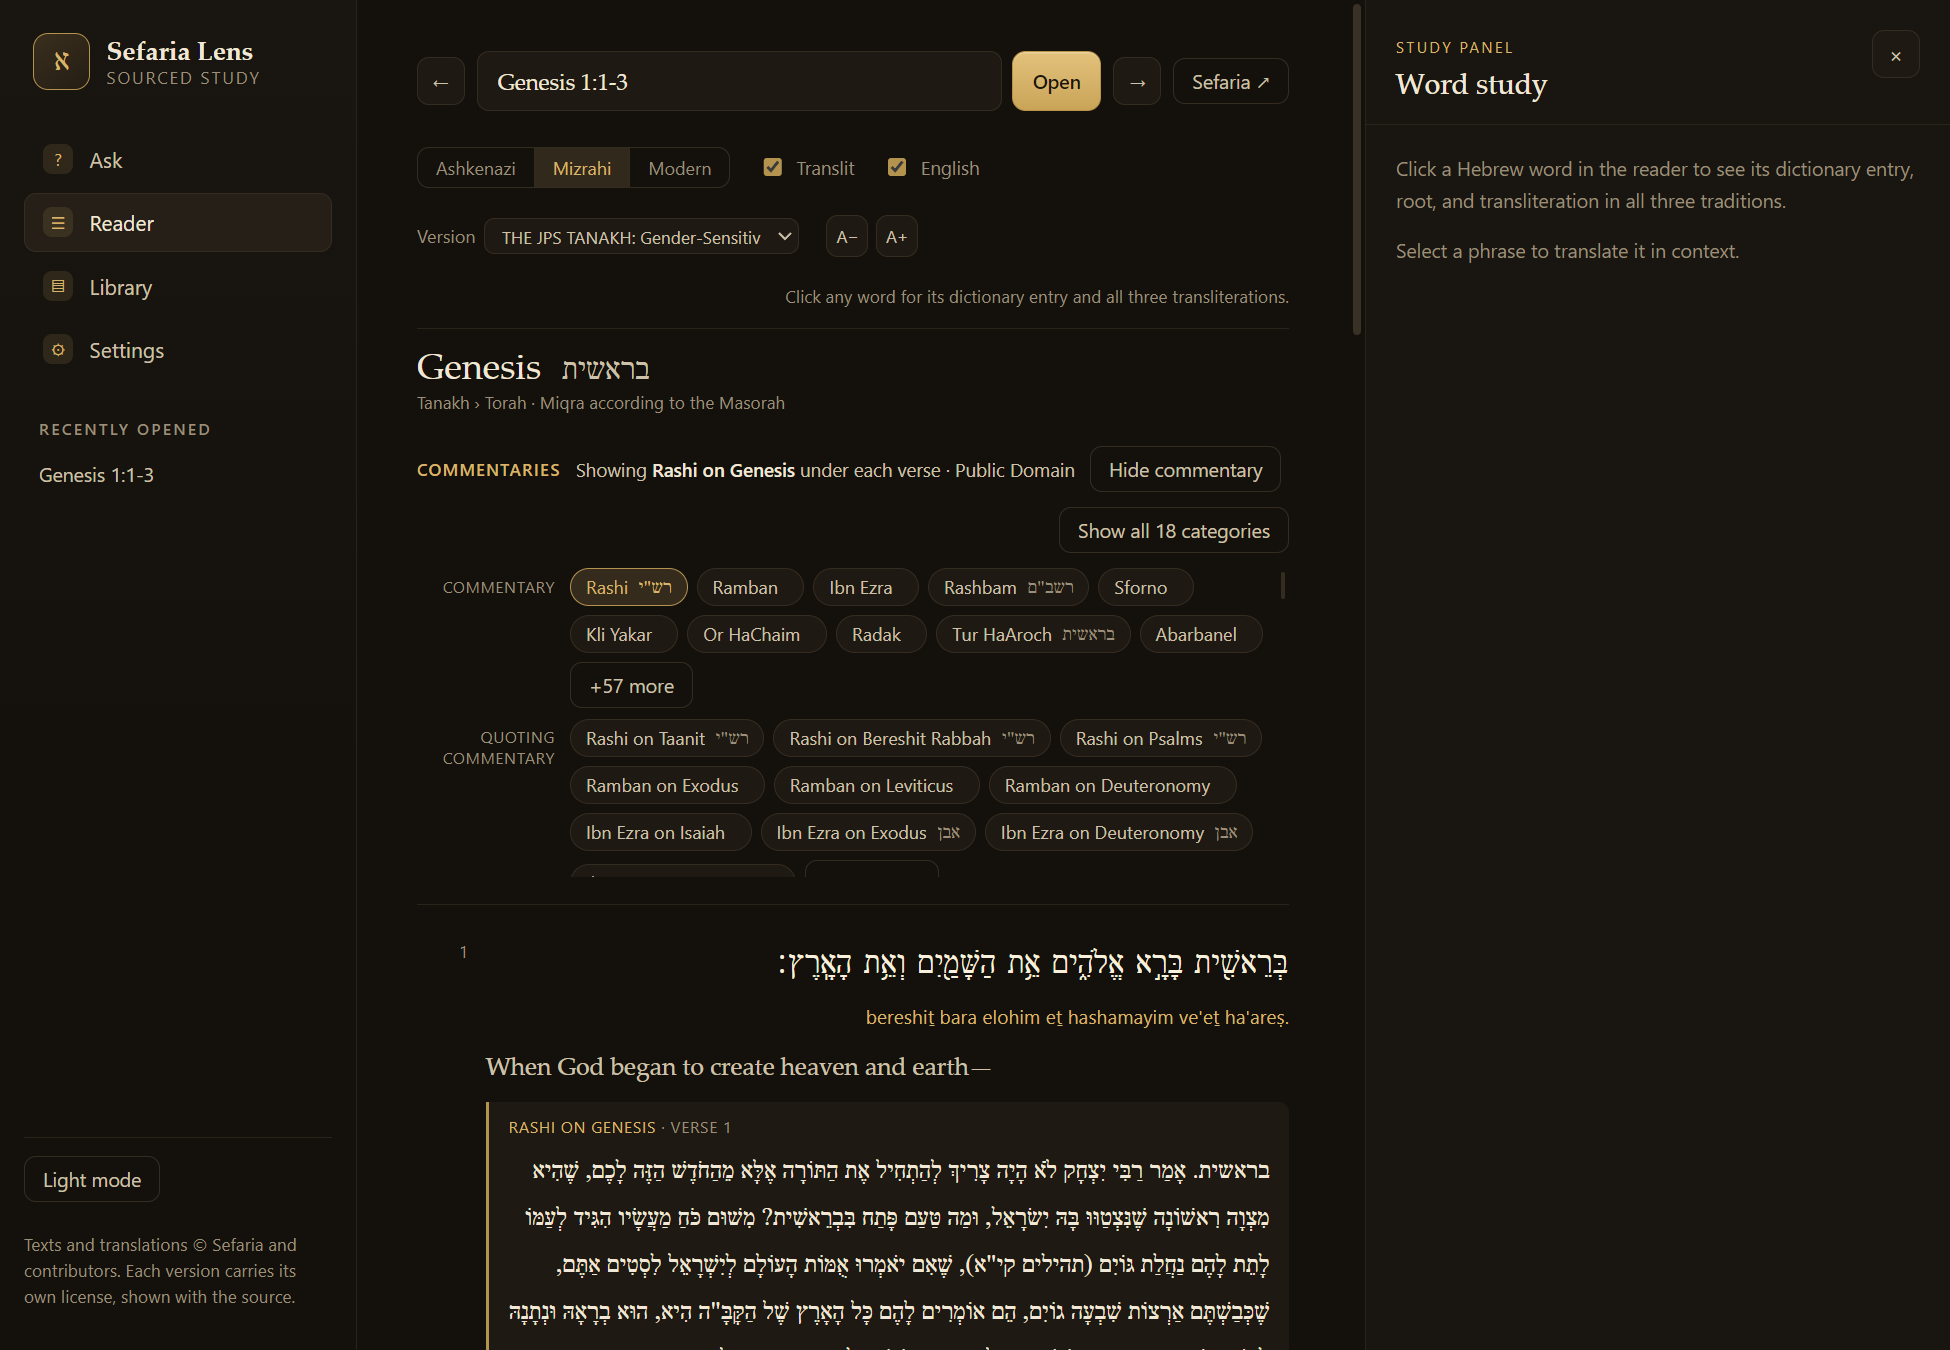 א
Sefaria Lens
SOURCED STUDY
? Ask
Reader
Library
Settings
RECENTLY OPENED
Genesis 1:1-3
Light mode
Texts and translations © Sefaria and
contributors. Each version carries its
own license, shown with the source.
← Genesis 1:1-3 Open → Sefaria ↗
Ashkenazi Mizrahi Modern Translit English
Version THE JPS TANAKH: Gender-Sensitiv A− A+
Click any word for its dictionary entry and all three transliterations.
Genesis בראשית
Tanakh › Torah · Miqra according to the Masorah
COMMENTARIES Showing Rashi on Genesis under each verse · Public Domain Hide commentary
Show all 18 categories
COMMENTARY Rashi רש"י Ramban Ibn Ezra Rashbam רשב"ם Sforno
Kli Yakar Or HaChaim Radak Tur HaAroch בראשית Abarbanel
+57 more
QUOTING COMMENTARY
Rashi on Taanit רש"י Rashi on Bereshit Rabbah רש"י Rashi on Psalms רש"י
Ramban on Exodus Ramban on Leviticus Ramban on Deuteronomy
Ibn Ezra on Isaiah Ibn Ezra on Exodus אבן Ibn Ezra on Deuteronomy אבן
1
בְּרֵאשִׁ֖ית בָּרָ֣א אֱלֹהִ֑ים אֵ֥ת הַשָּׁמַ֖יִם וְאֵ֥ת הָאָֽרֶץ׃
bereshiṯ bara elohim eṯ hashamayim ve'eṯ ha'areṣ.
When God began to create heaven and earth—
RASHI ON GENESIS · VERSE 1
בראשית. אָמַר רַבִּי יִצְחָק לֹא הָיָה צָרִיךְ לְהַתְחִיל אֶת הַתּוֹרָה אֶלָּא מֵהַחֹדֶשׁ הַזֶּה לָכֶם, שֶׁהִיא
מִצְוָה רִאשׁוֹנָה שֶׁנִּצְטַוּוּ בָּהּ יִשׂרָאֵל, וּמַה טַּעַם פָּתַח בִּבְרֵאשִׁית? מִשׁוּם כֹּחַ מַעֲשָׂיו הִגִּיד לְעַמּוֹ
לָתֵת לָהֶם נַחֲלַת גּוֹיִם (תהילים קי"א), שֶׁאִם יֹאמְרוּ אֻמּוֹת הָעוֹלָם לְיִשְׁרָאֵל לִסְטִים אַתֶּם,
שֶׁכְּבַשְׁתֶּם אַרְצוֹת שִׁבְעָה גוֹיִם, הֵם אוֹמְרִים לָהֶם כָּל הָאָרֶץ שֶׁל הַקָּבָּ"ה הִיא, הוּא בְרָאָהּ וּנְתָנָהּ
STUDY PANEL
Word study
×
Click a Hebrew word in the reader to see its dictionary entry,
root, and transliteration in all three traditions.
Select a phrase to translate it in context.